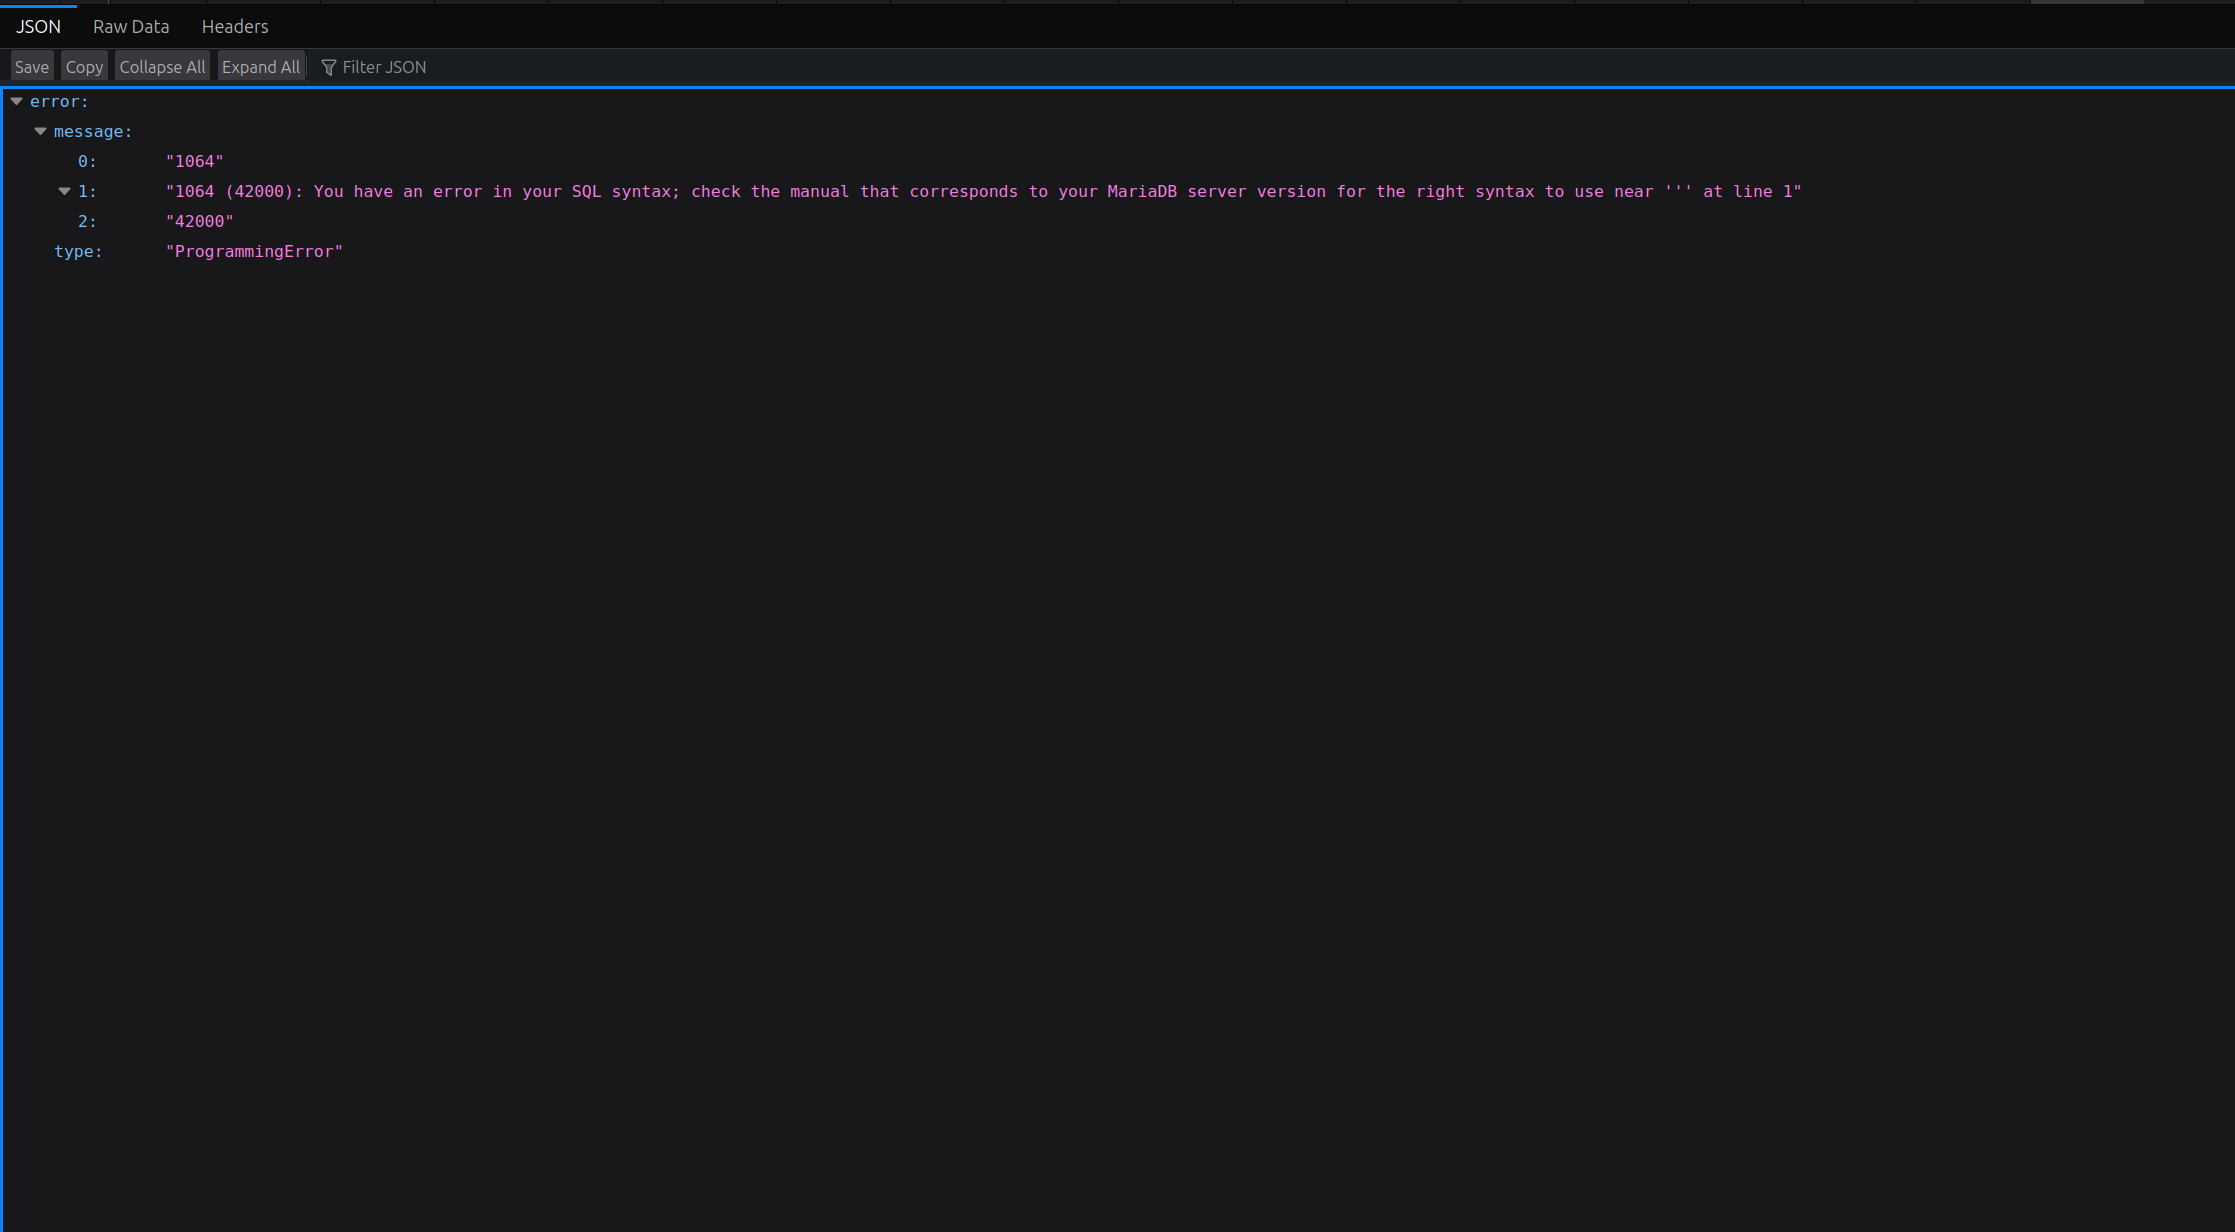 JSON Raw Data Headers
Save Copy Collapse All Expand All Filter JSON
error:
message:
0: "1064"
1: "1064 (42000): You have an error in your SQL syntax; check the manual that corresponds to your MariaDB server version for the right syntax to use near ''' at line 1"
2: "42000"
type: "ProgrammingError"